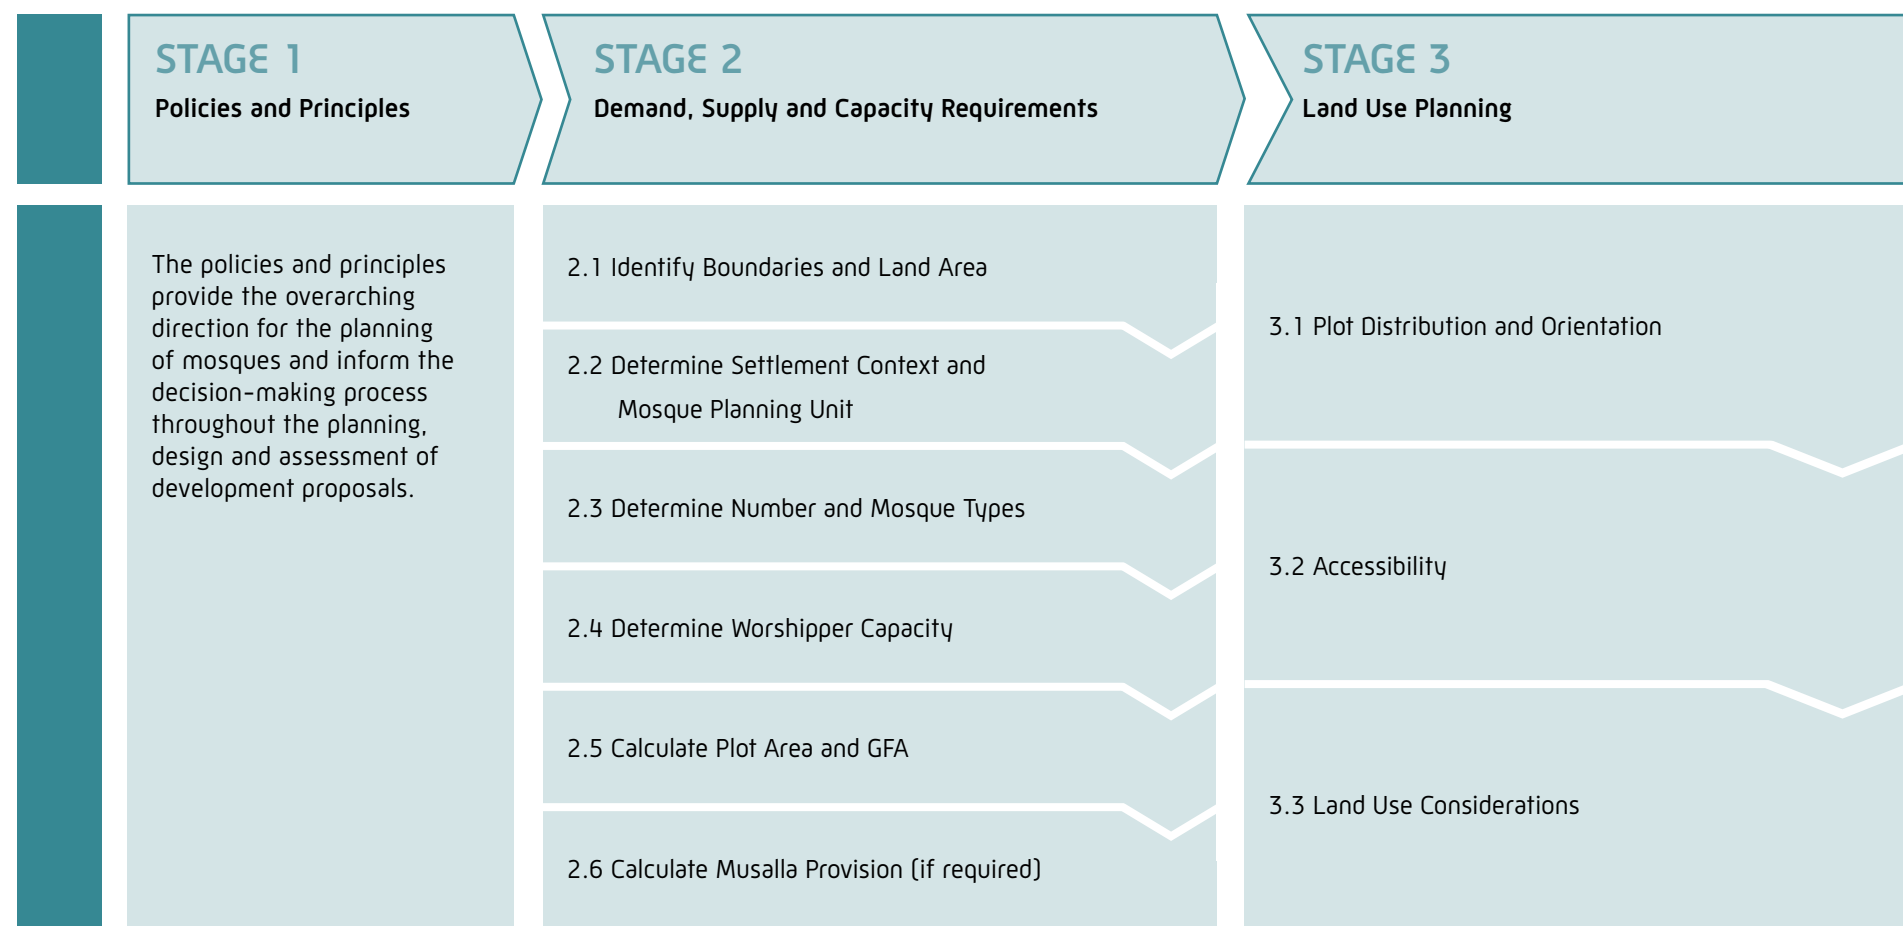 STAGE 1
Policies and Principles
STAGE 2
Demand, Supply and Capacity Requirements
STAGE 3
Land Use Planning
The policies and principles
provide the overarching
direction for the planning
of mosques and inform the
decision-making process
throughout the planning,
design and assessment of
development proposals.
2.1 Identify Boundaries and Land Area
2.2 Determine Settlement Context and
Mosque Planning Unit
2.3 Determine Number and Mosque Types
2.4 Determine Worshipper Capacity
2.5 Calculate Plot Area and GFA
2.6 Calculate Musalla Provision (if required)
3.1 Plot Distribution and Orientation
3.2 Accessibility
3.3 Land Use Considerations